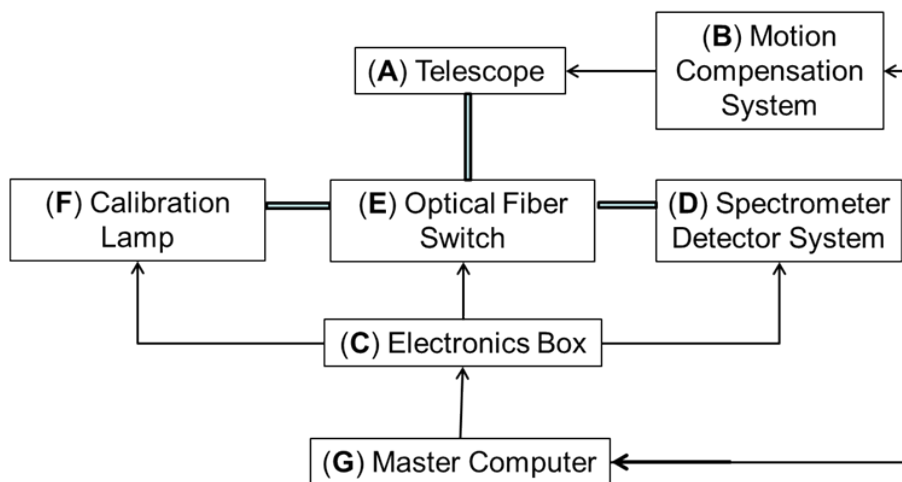 (A) Telescope
(B) Motion
Compensation
System
(F) Calibration
Lamp
(E) Optical Fiber
Switch
(D) Spectrometer
Detector System
(C) Electronics Box
(G) Master Computer